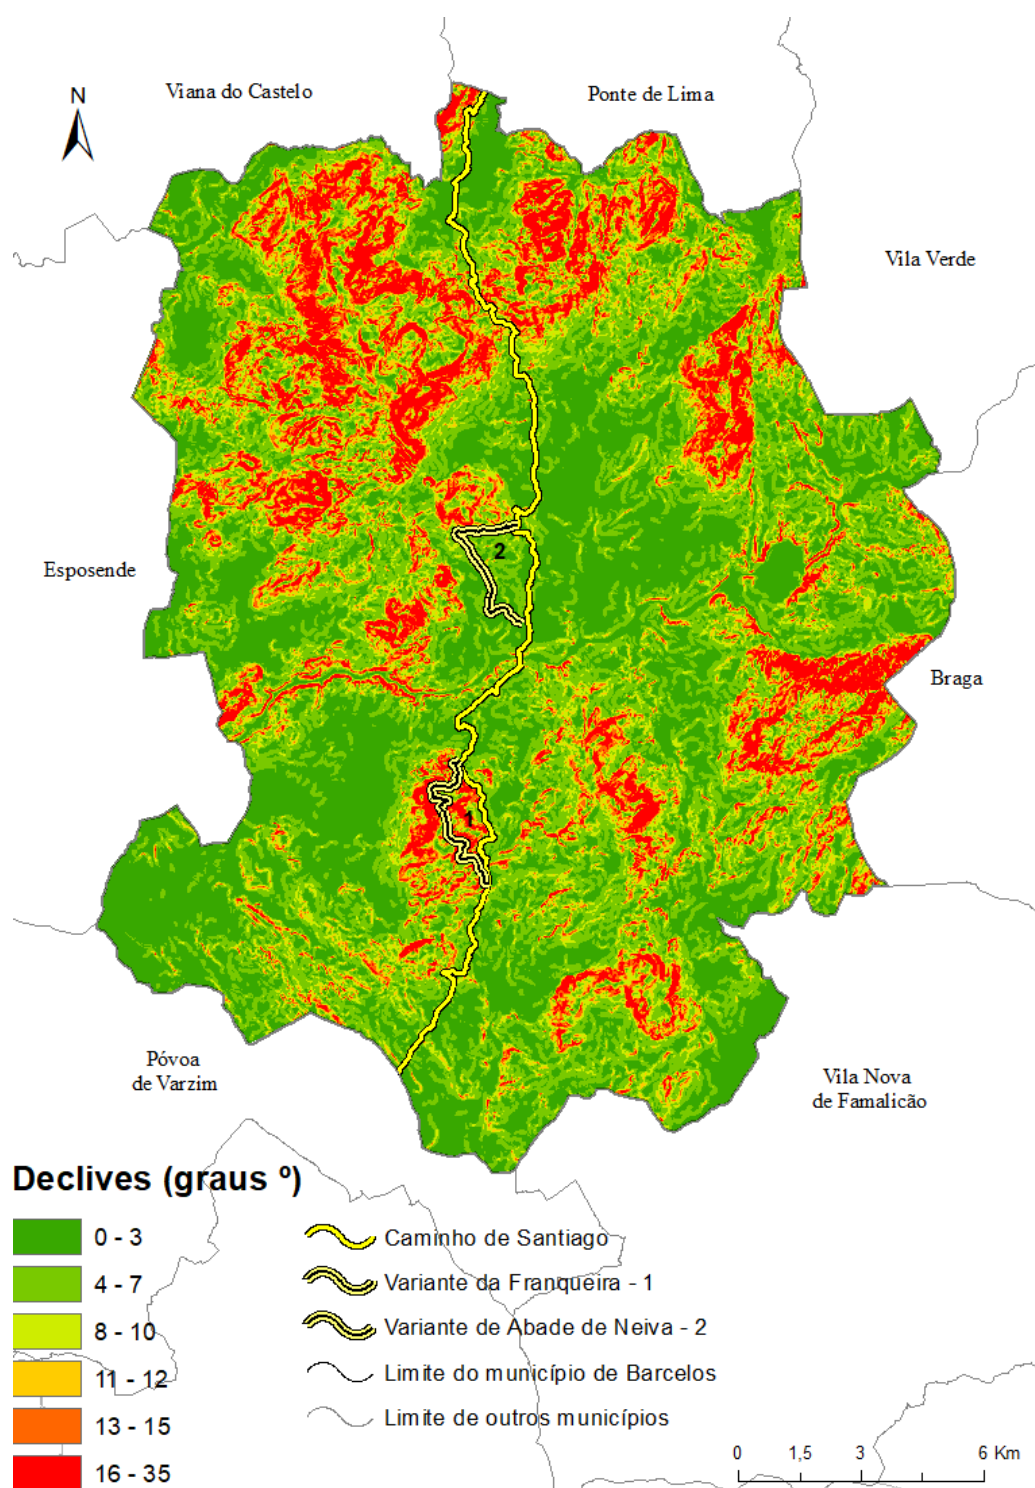 Viana do Castelo
Ponte de Lima
N
Vila Verde
Esposende
2
Braga
1
Póvoa
de Varzim
Vila Nova
de Famalicão
Declives (graus º)
0 - 3
4 - 7
8 - 10
11 - 12
13 - 15
16 - 35
Caminho de Santiago
Variante da Franqueira - 1
Variante de Abade de Neiva - 2
Limite do município de Barcelos
Limite de outros municípios
0 1,5 3 6 Km